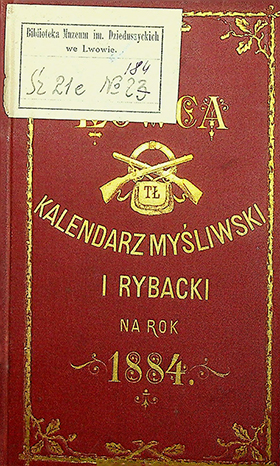 Biblioteka Muzeum im. Dzieduszyckich
we Lwowie.
184
Sz 21e № 23
ŁOWCA
TŁ
KALENDARZ MYŚLIWSKI
I RYBACKI
NA ROK
1884.